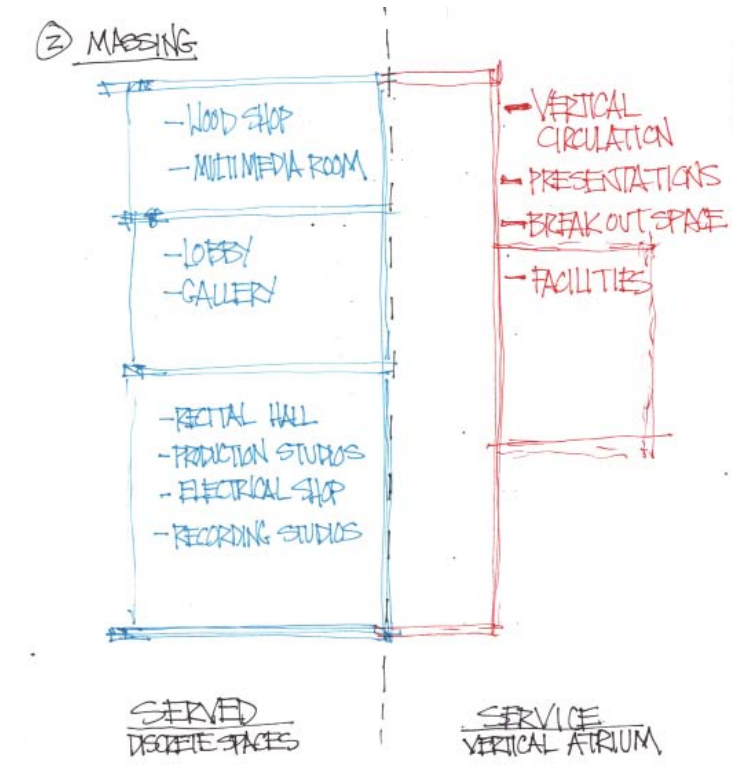 2 MASSING
- WOOD SHOP
- MULTIMEDIA ROOM
- LOBBY
- GALLERY
- RECITAL HALL
- PRODUCTION STUDIOS
- ELECTRICAL SHOP
- RECORDING STUDIOS
- VERTICAL
CIRCULATION
- PRESENTATIONS
- BREAK OUT SPACE
- FACILITIES
SERVED
DISCRETE SPACES
SERVICE
VERTICAL ATRIUM